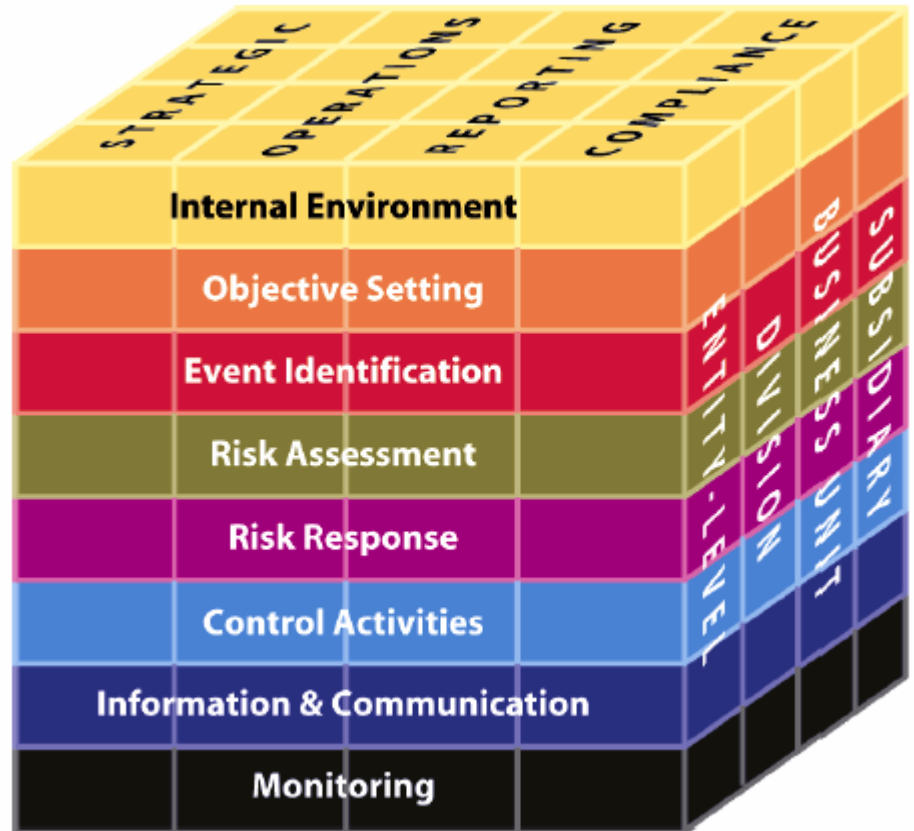 STRATEGIC
OPERATIONS
REPORTING
COMPLIANCE
Internal Environment
Objective Setting
Event Identification
Risk Assessment
Risk Response
Control Activities
Information & Communication
Monitoring
ENTITY-LEVEL
DIVISION
BUSINESS UNIT
SUBSIDIARY